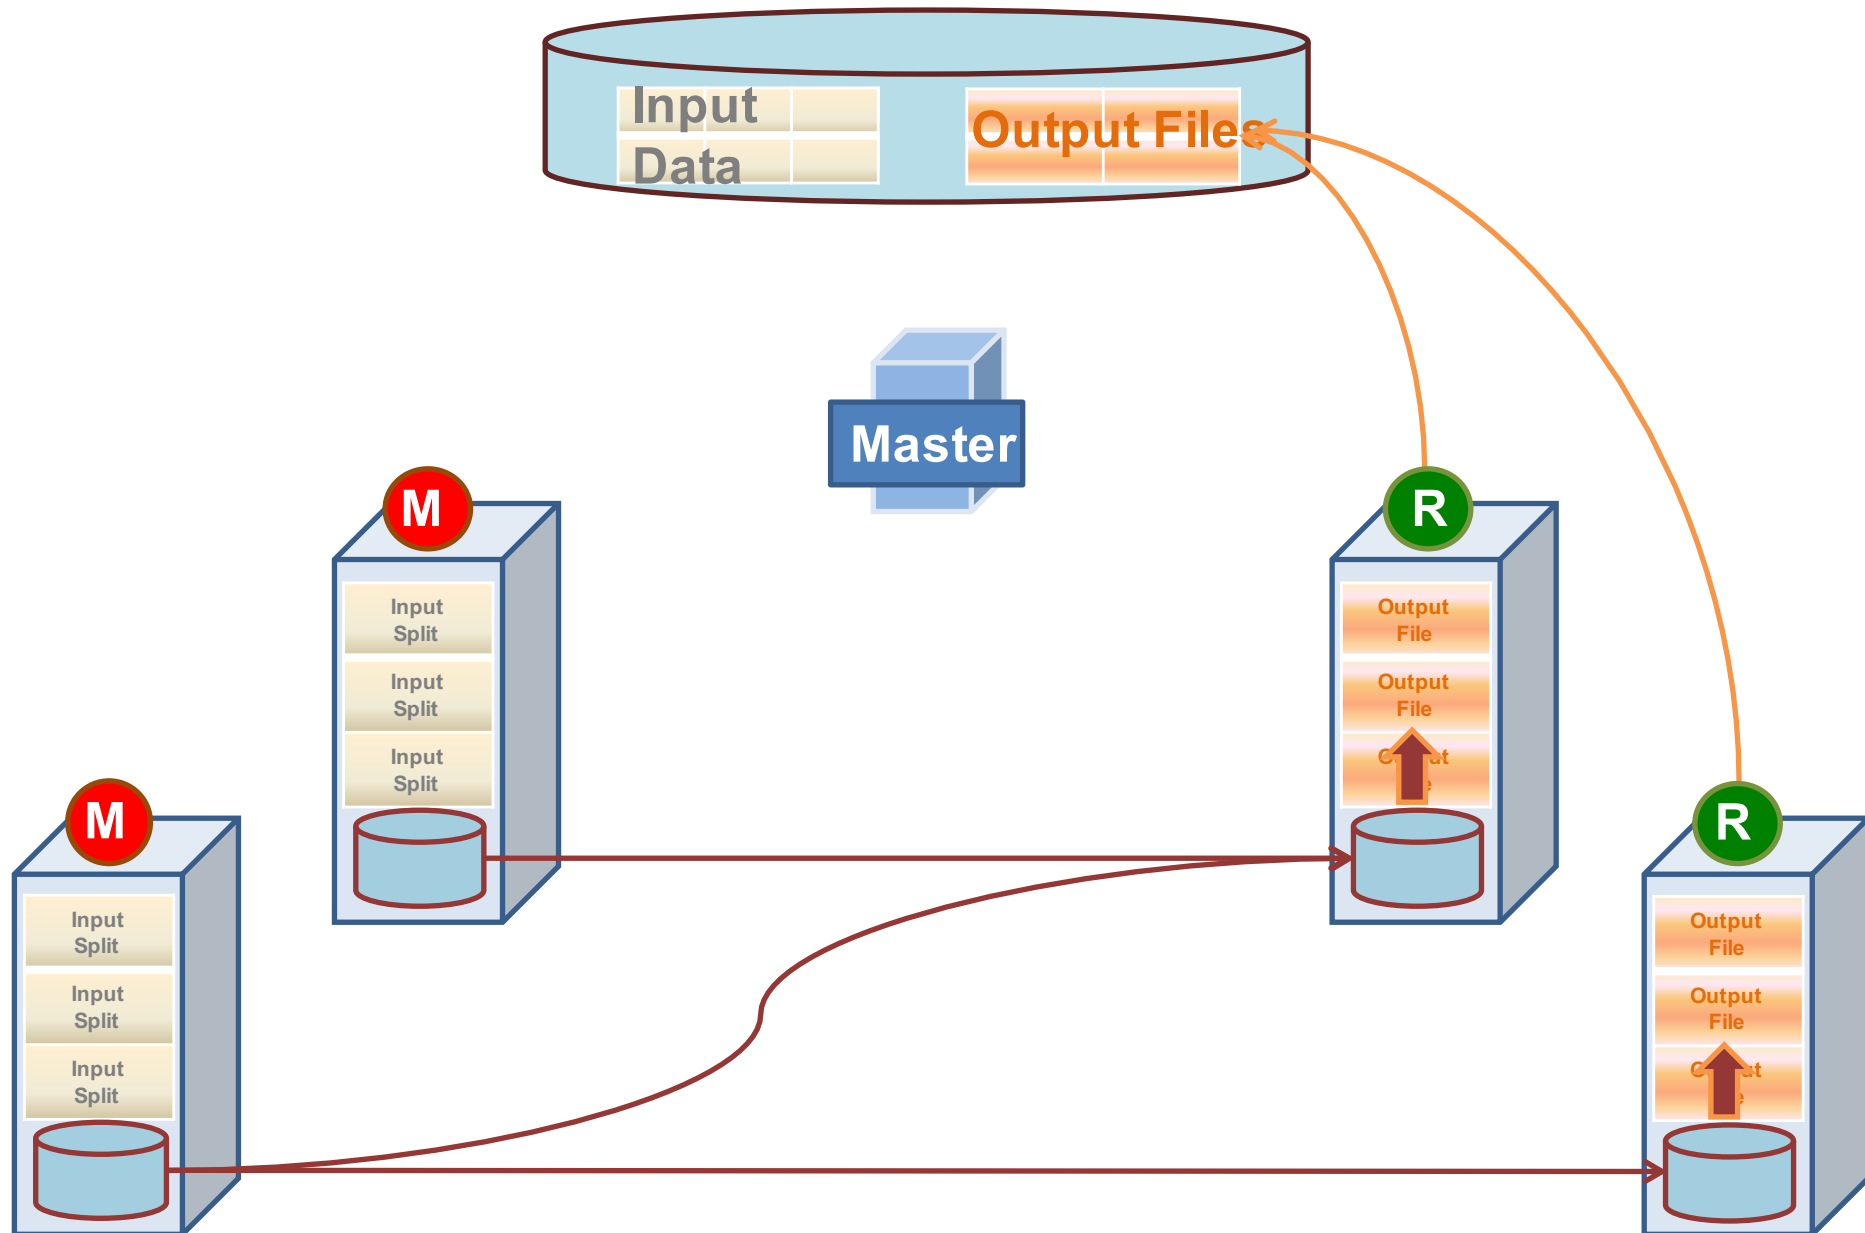 Input
Data
Output Files
Master
M
Input
Split
Input
Split
Input
Split
R
Output
File
Output
File
M
Input
Split
Input
Split
Input
Split
R
Output
File
Output
File